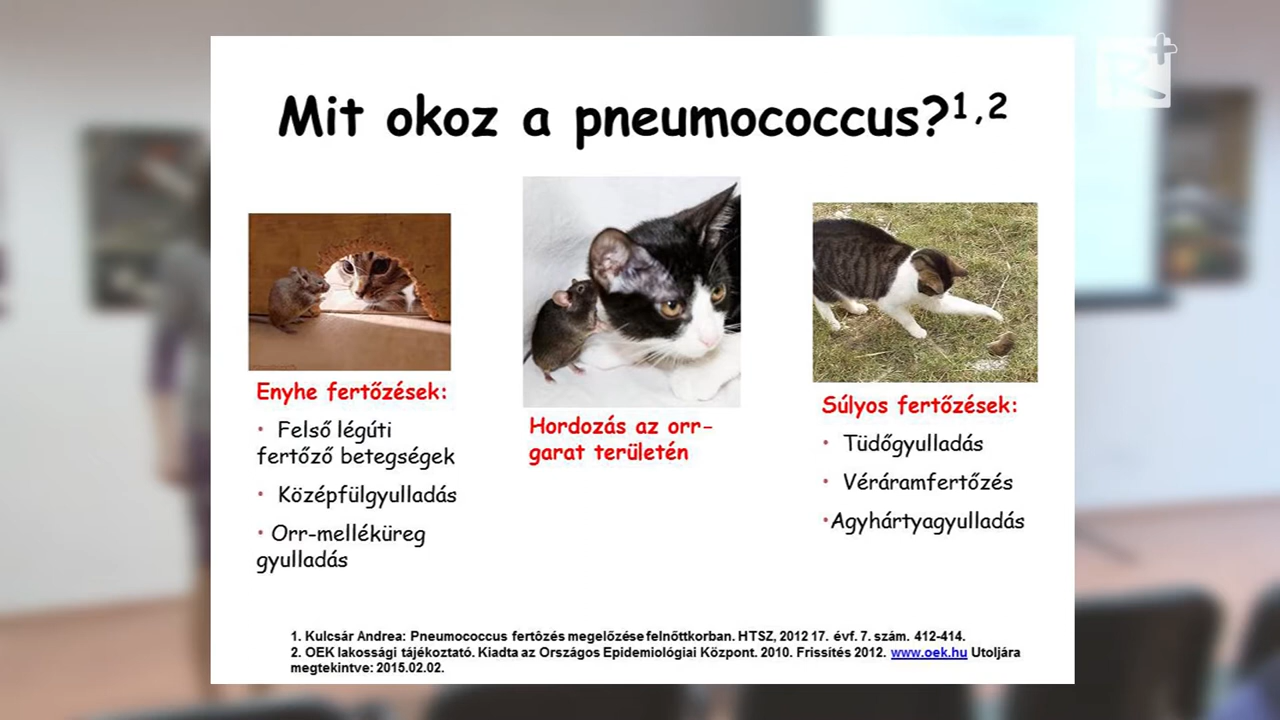 R+
Mit okoz a pneumococcus?1,2
Enyhe fertőzések:
• Felső légúti
fertőző betegségek
• Középfülgyulladás
• Orr-melléküreg
gyulladás
Hordozás az orr-
garat területén
Súlyos fertőzések:
• Tüdőgyulladás
• Véráramfertőzés
•Agyhártyagyulladás
1. Kulcsár Andrea: Pneumococcus fertôzés megelőzése felnőttkorban. HTSZ, 2012 17. évf. 7. szám. 412-414.
2. OEK lakossági tájékoztató. Kiadta az Országos Epidemiológiai Központ. 2010. Frissítés 2012. www.oek.hu Utoljára
megtekintve: 2015.02.02.